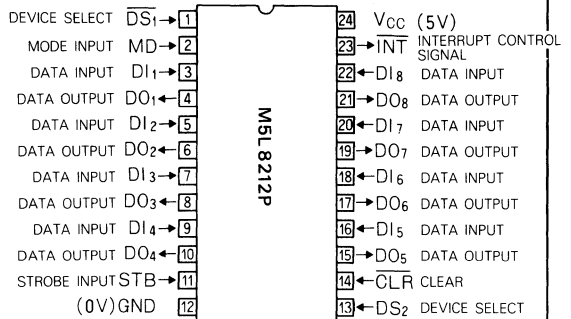 DEVICE SELECT D̅S̅₁→ 1
MODE INPUT MD→ 2
DATA INPUT DI₁→ 3
DATA OUTPUT DO₁← 4
DATA INPUT DI₂→ 5
DATA OUTPUT DO₂← 6
DATA INPUT DI₃→ 7
DATA OUTPUT DO₃← 8
DATA INPUT DI₄→ 9
DATA OUTPUT DO₄← 10
STROBE INPUT STB→ 11
(0V)GND 12
M5L 8212P
24 VCC (5V)
23 →I̅N̅T̅ INTERRUPT CONTROL
SIGNAL
22 ←DI₈ DATA INPUT
21 →DO₈ DATA OUTPUT
20 ←DI₇ DATA INPUT
19 →DO₇ DATA OUTPUT
18 ←DI₆ DATA INPUT
17 →DO₆ DATA OUTPUT
16 ←DI₅ DATA INPUT
15 →DO₅ DATA OUTPUT
14 ←C̅L̅R̅ CLEAR
13 ←DS₂ DEVICE SELECT